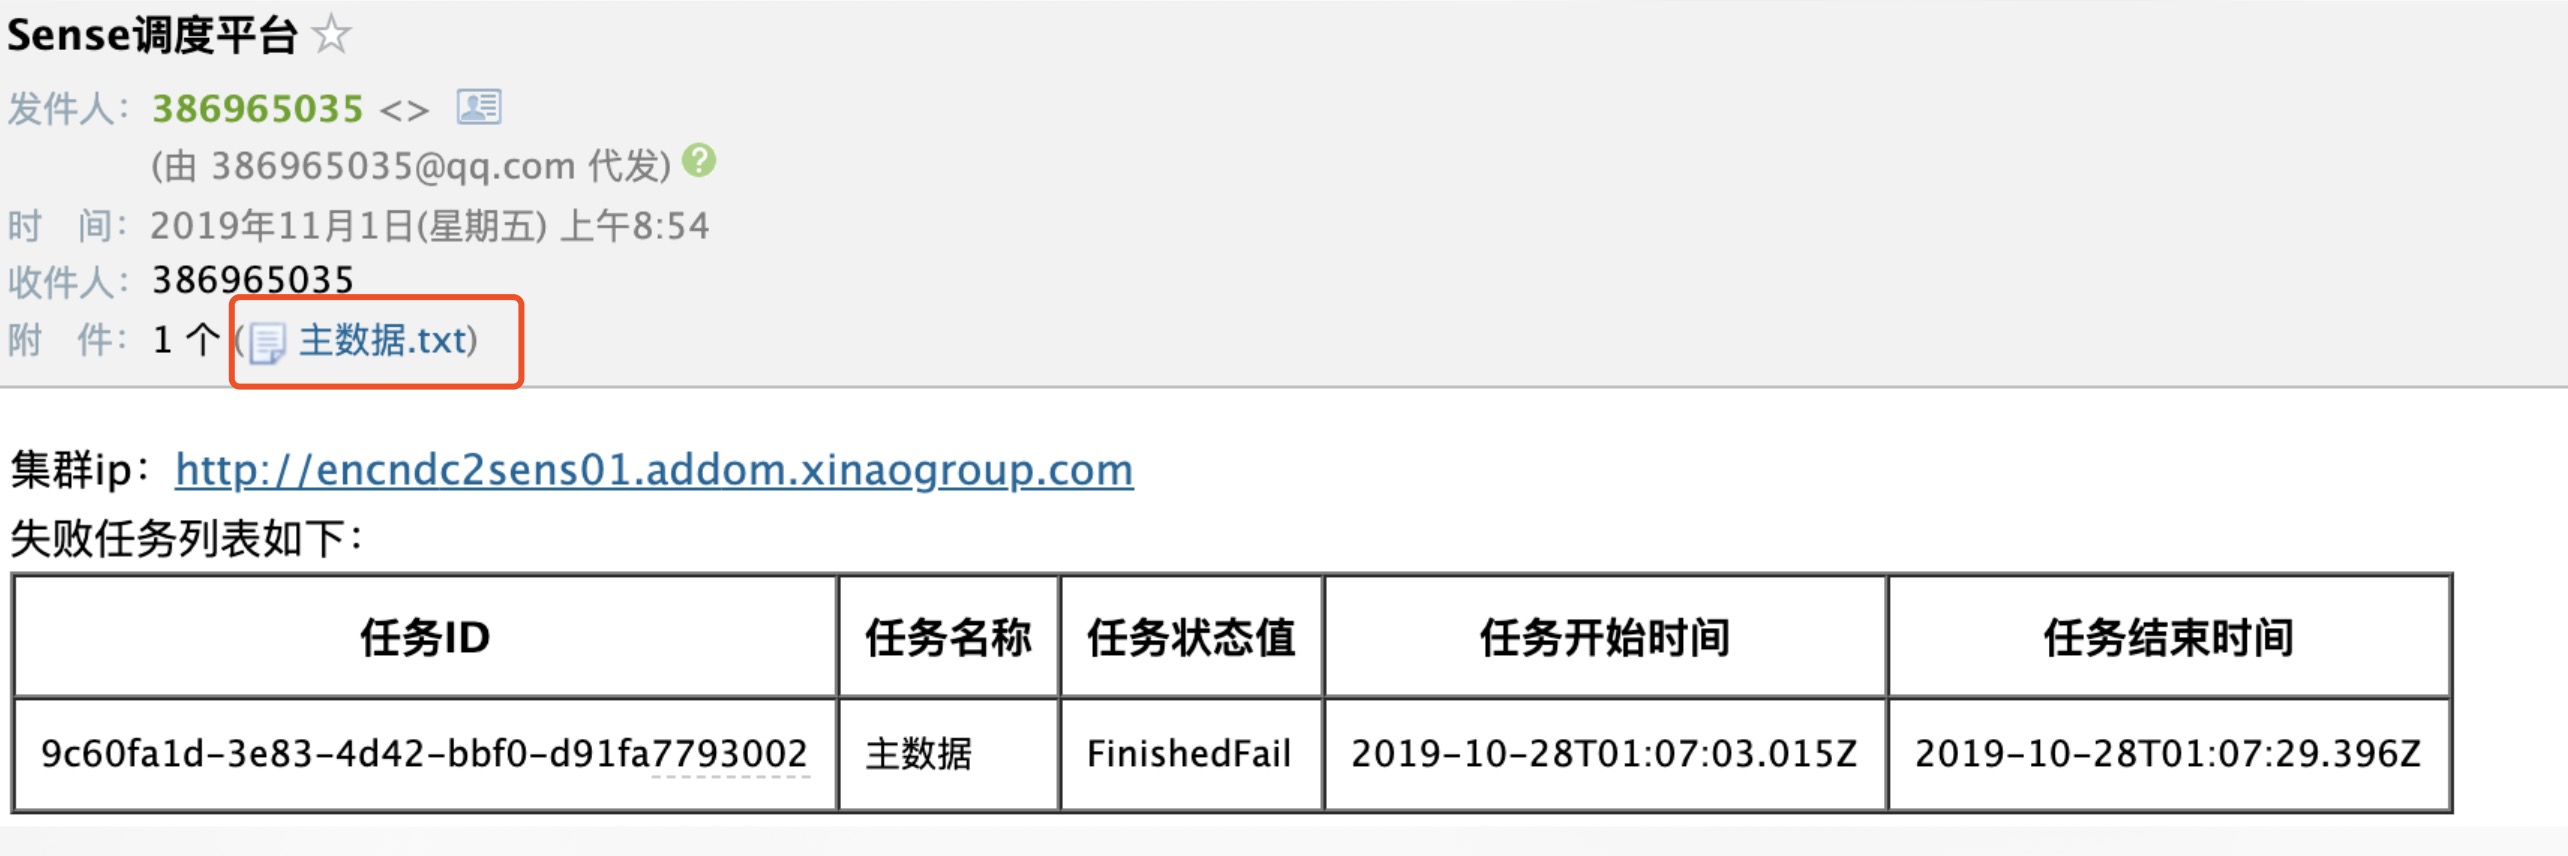 Sense调度平台
发件人： 386965035 <>
(由 386965035@qq.com 代发) ?
时 间： 2019年11月1日(星期五) 上午8:54
收件人： 386965035
附 件： 1 个 (主数据.txt)
集群ip： http://encndc2sens01.addom.xinaogroup.com
失败任务列表如下：
任务ID 任务名称 任务状态值 任务开始时间 任务结束时间
9c60fa1d-3e83-4d42-bbf0-d91fa7793002 主数据 FinishedFail 2019-10-28T01:07:03.015Z 2019-10-28T01:07:29.396Z